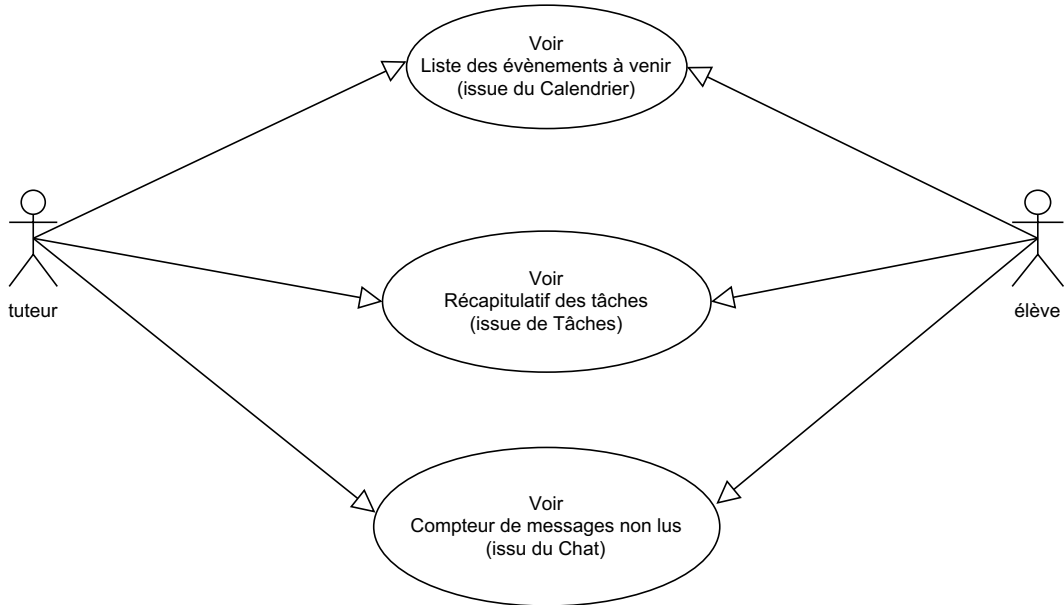 Voir
Liste des évènements à venir
(issue du Calendrier)
tuteur
Voir
Récapitulatif des tâches
(issue de Tâches)
élève
Voir
Compteur de messages non lus
(issu du Chat)